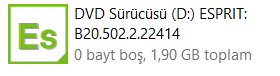 Es
DVD Sürücüsü (D:) ESPRIT:
B20.502.2.22414
0 bayt boş, 1,90 GB toplam